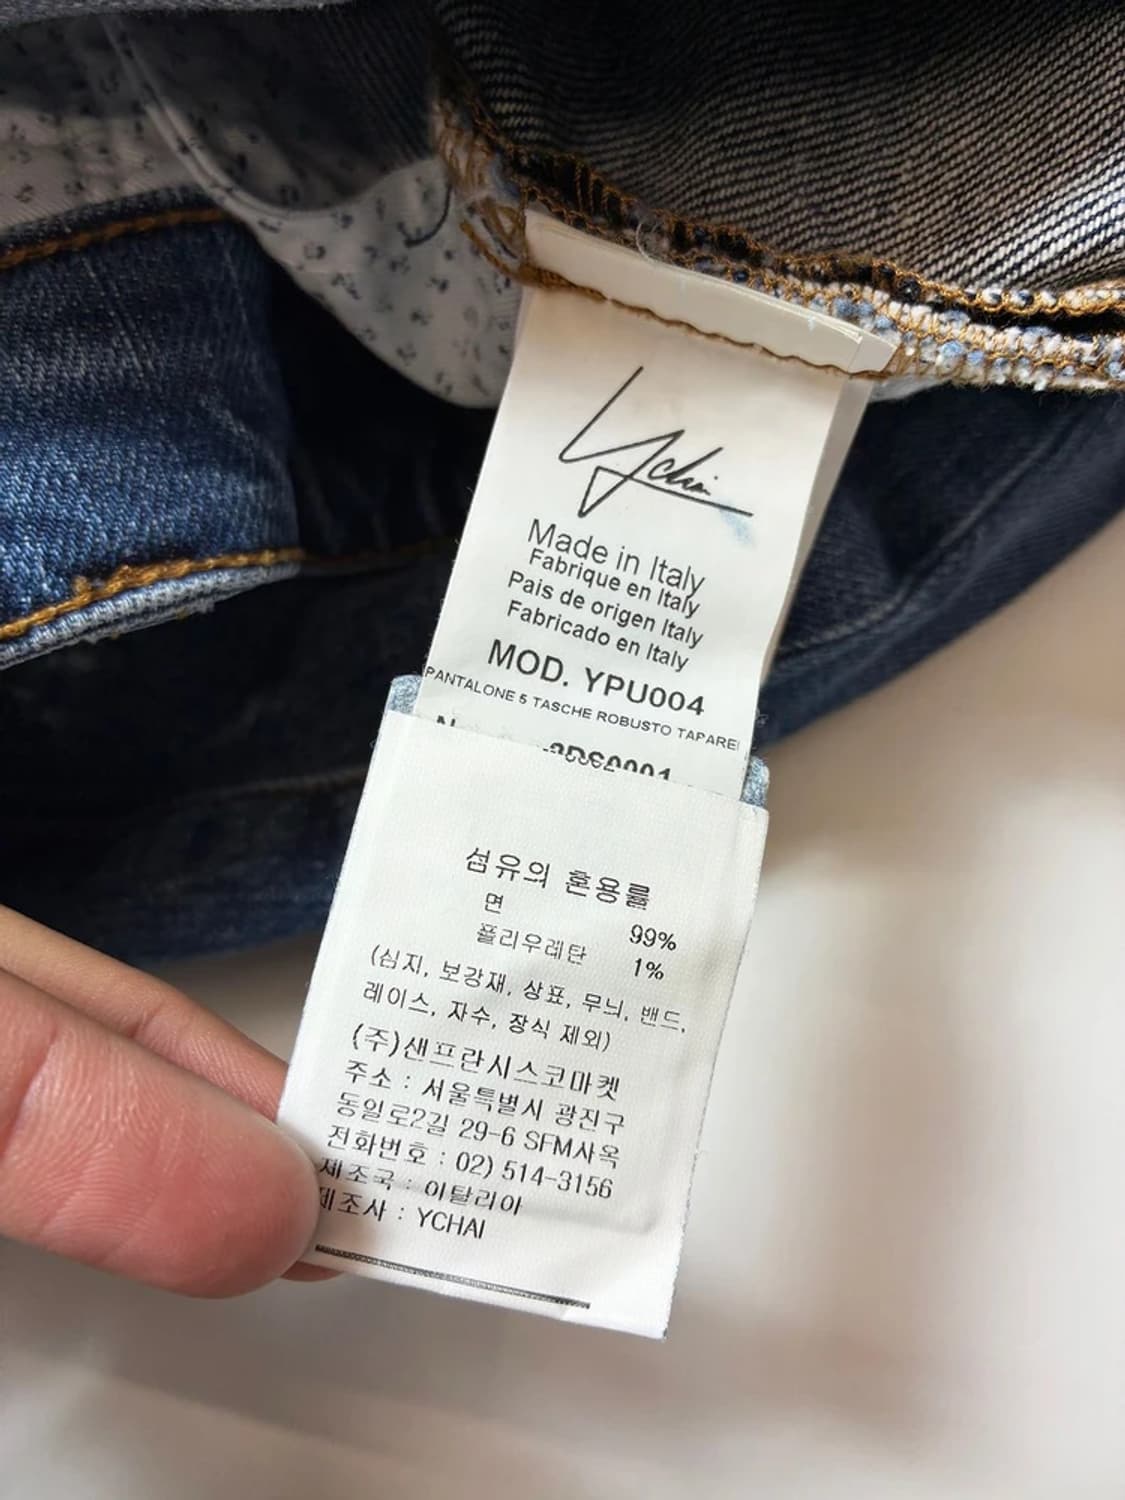 Ychai
Made in Italy
Fabrique en Italy
Pais de origen Italy
Fabricado en Italy
MOD. YPU004
PANTALONE 5 TASCHE ROBUSTO TAPARE
섬유의 혼용률
면 99%
폴리우레탄 1%
(심지, 보강재, 상표, 무늬, 밴드,
레이스, 자수, 장식 제외)
(주)샌프란시스코마켓
주소 : 서울특별시 광진구
동일로2길 29-6 SFM사옥
전화번호 : 02) 514-3156
제조국 : 이탈리아
제조사 : YCHAI